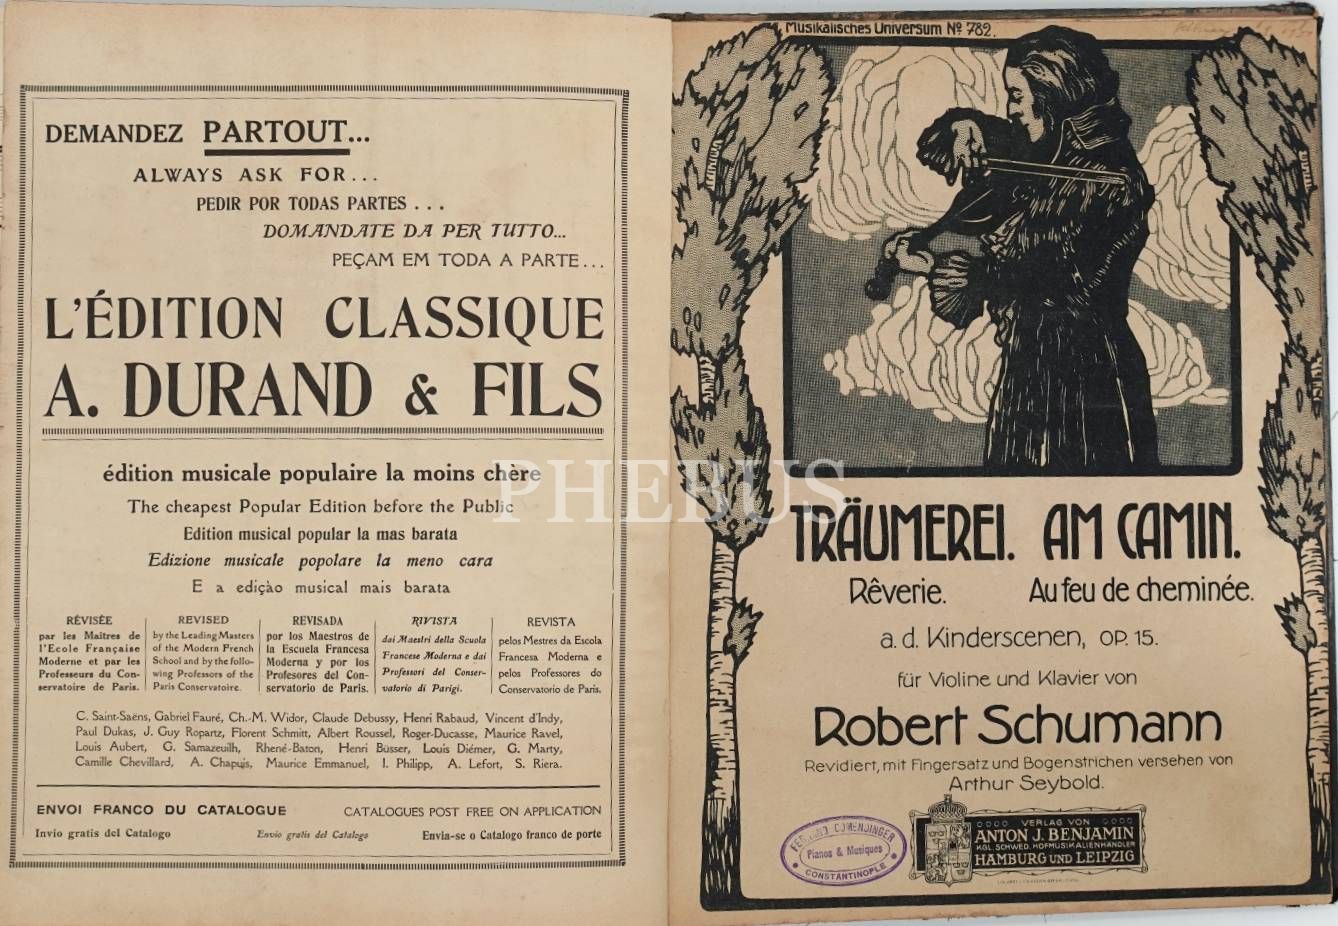 DEMANDEZ PARTOUT...
ALWAYS ASK FOR...
PEDIR POR TODAS PARTES ...
DOMANDATE DA PER TUTTO...
PEÇAM EM TODA A PARTE...
L'ÉDITION CLASSIQUE
A. DURAND & FILS
édition musicale populaire la moins chère
The cheapest Popular Edition before the Public
Edition musical popular la mas barata
Edizione musicale popolare la meno cara
E a edição musical mais barata
RÉVISÉE
par les Maîtres de
l'Ecole Française
Moderne et par les
Professeurs du Con-
servatoire de Paris.
REVISED
by the Leading Masters
of the Modern French
School and by the follo-
wing Professors of the
Paris Conservatoire.
REVISADA
por los Maestros de
la Escuela Francesa
Moderna y por los
Profesores del Con-
servatorio de Paris.
RIVISTA
dai Maestri della Scuola
Francese Moderna e dai
Professori del Conser-
vatorio di Parigi.
REVISTA
pelos Mestres da Escola
Francesa Moderna e
pelos Professores do
Conservatorio de Paris.
C. Saint-Saëns, Gabriel Fauré, Ch.-M. Widor, Claude Debussy, Henri Rabaud, Vincent d'Indy,
Paul Dukas, J. Guy Ropartz, Florent Schmitt, Albert Roussel, Roger-Ducasse, Maurice Ravel,
Louis Aubert, G. Samazeuilh, Rhené-Baton, Henri Büsser, Louis Diémer, G. Marty,
Camille Chevillard, A. Chapuis, Maurice Emmanuel, I. Philipp, A. Lefort, S. Riera.
ENVOI FRANCO DU CATALOGUE
CATALOGUES POST FREE ON APPLICATION
Invio gratis del Catalogo
Envio gratis del Catalogo
Envia-se o Catalogo franco de porte
PHEBUS
Musikalisches Universum No 782.
TRÄUMEREI. AM CAMIN.
Rêverie. Au feu de cheminée.
a.d. Kinderscenen, OP. 15.
für Violine und Klavier von
Robert Schumann
Revidiert, mit Fingersatz und Bogenstrichen versehen von
Arthur Seybold.
COMENDINGER
Pianos & Musiques
CONSTANTINOPLE
VERLAG VON
ANTON J. BENJAMIN
KGL. SCHWED. HOFMUSIKALIENHÄNDLER
HAMBURG UND LEIPZIG